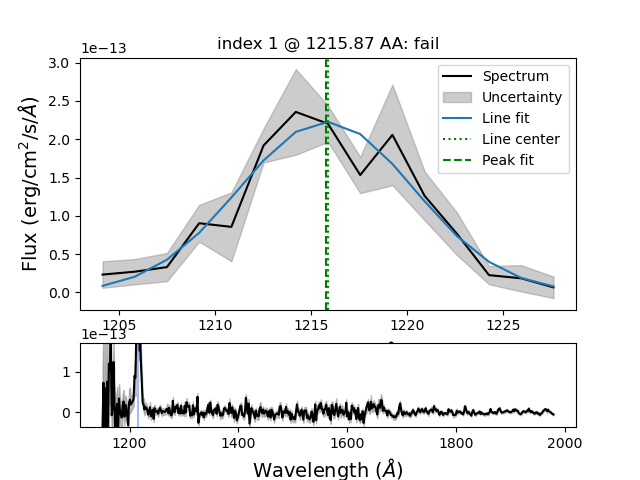 index 1 @ 1215.87 AA: fail
1e−13
3.0
2.5
2.0
1.5
1.0
0.5
0.0
Flux (erg/cm²/s/Å)
Spectrum
Uncertainty
Line fit
Line center
Peak fit
1205 1210 1215 1220 1225
1e−13
1
0
1200 1400 1600 1800 2000
Wavelength (Å)